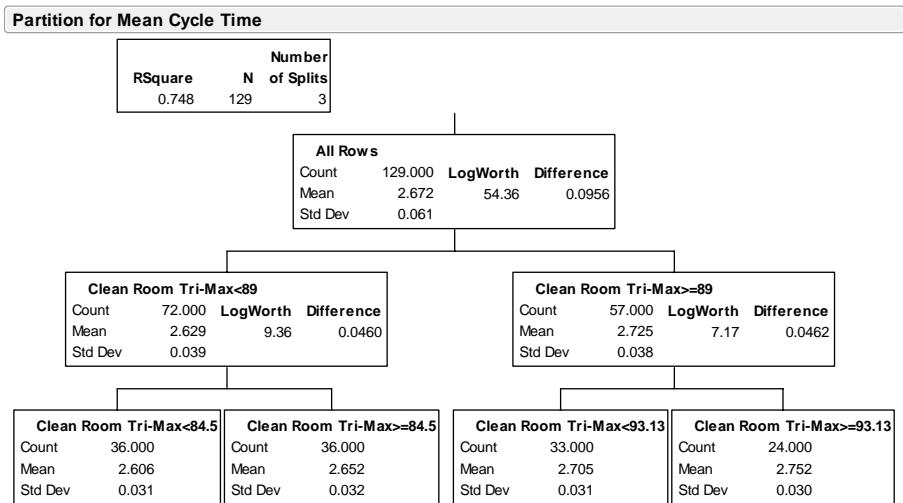 Partition for Mean Cycle Time
Number
RSquare N of Splits
0.748 129 3
All Rows
Count 129.000 LogWorth Difference
Mean 2.672 54.36 0.0956
Std Dev 0.061
Clean Room Tri-Max<89
Count 72.000 LogWorth Difference
Mean 2.629 9.36 0.0460
Std Dev 0.039
Clean Room Tri-Max>=89
Count 57.000 LogWorth Difference
Mean 2.725 7.17 0.0462
Std Dev 0.038
Clean Room Tri-Max<84.5
Count 36.000
Mean 2.606
Std Dev 0.031
Clean Room Tri-Max>=84.5
Count 36.000
Mean 2.652
Std Dev 0.032
Clean Room Tri-Max<93.13
Count 33.000
Mean 2.705
Std Dev 0.031
Clean Room Tri-Max>=93.13
Count 24.000
Mean 2.752
Std Dev 0.030